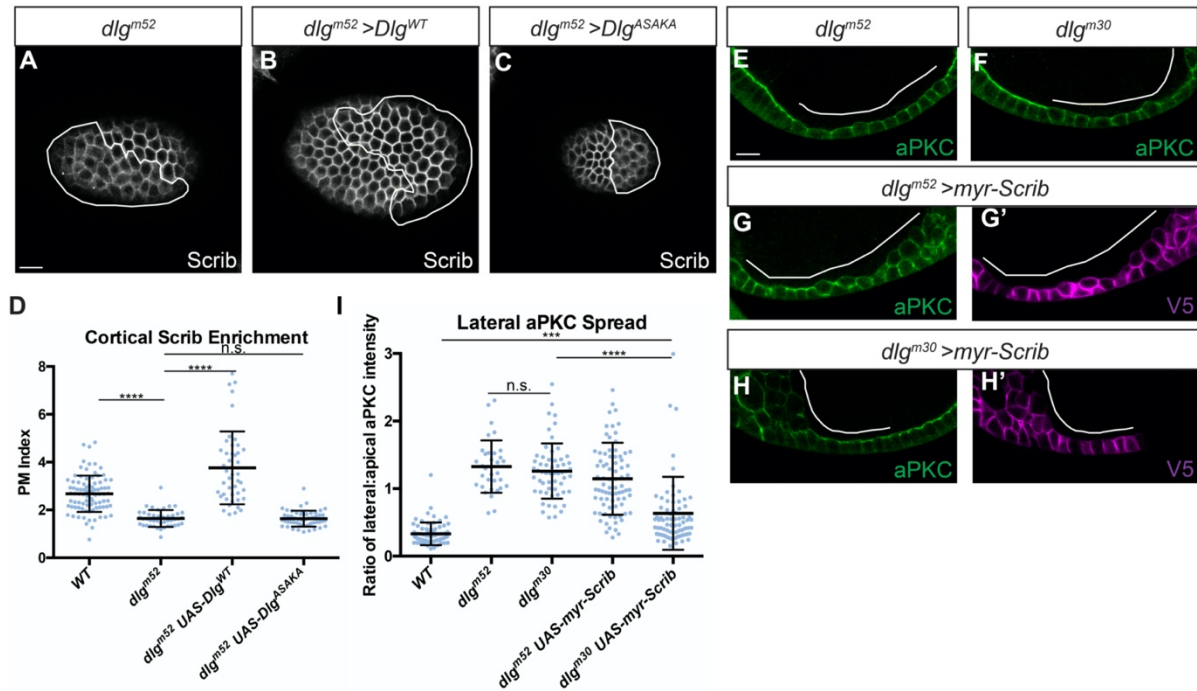 dlg^m52
dlg^m52 >Dlg^WT
dlg^m52 >Dlg^ASAKA
A
Scrib
B
Scrib
C
Scrib
D
Cortical Scrib Enrichment
n.s.
****
****
PM Index
8
6
4
2
0
WT
dlg^m52
dlg^m52 UAS-Dlg^WT
dlg^m52 UAS-Dlg^ASAKA
I
Lateral aPKC Spread
***
****
n.s.
Ratio of lateral:apical aPKC intensity
3
2
1
0
WT
dlg^m52
dlg^m30
dlg^m52 UAS-myr-Scrib
dlg^m30 UAS-myr-Scrib
dlg^m52
dlg^m30
E
aPKC
F
aPKC
dlg^m52 >myr-Scrib
G
aPKC
G'
V5
dlg^m30 >myr-Scrib
H
aPKC
H'
V5